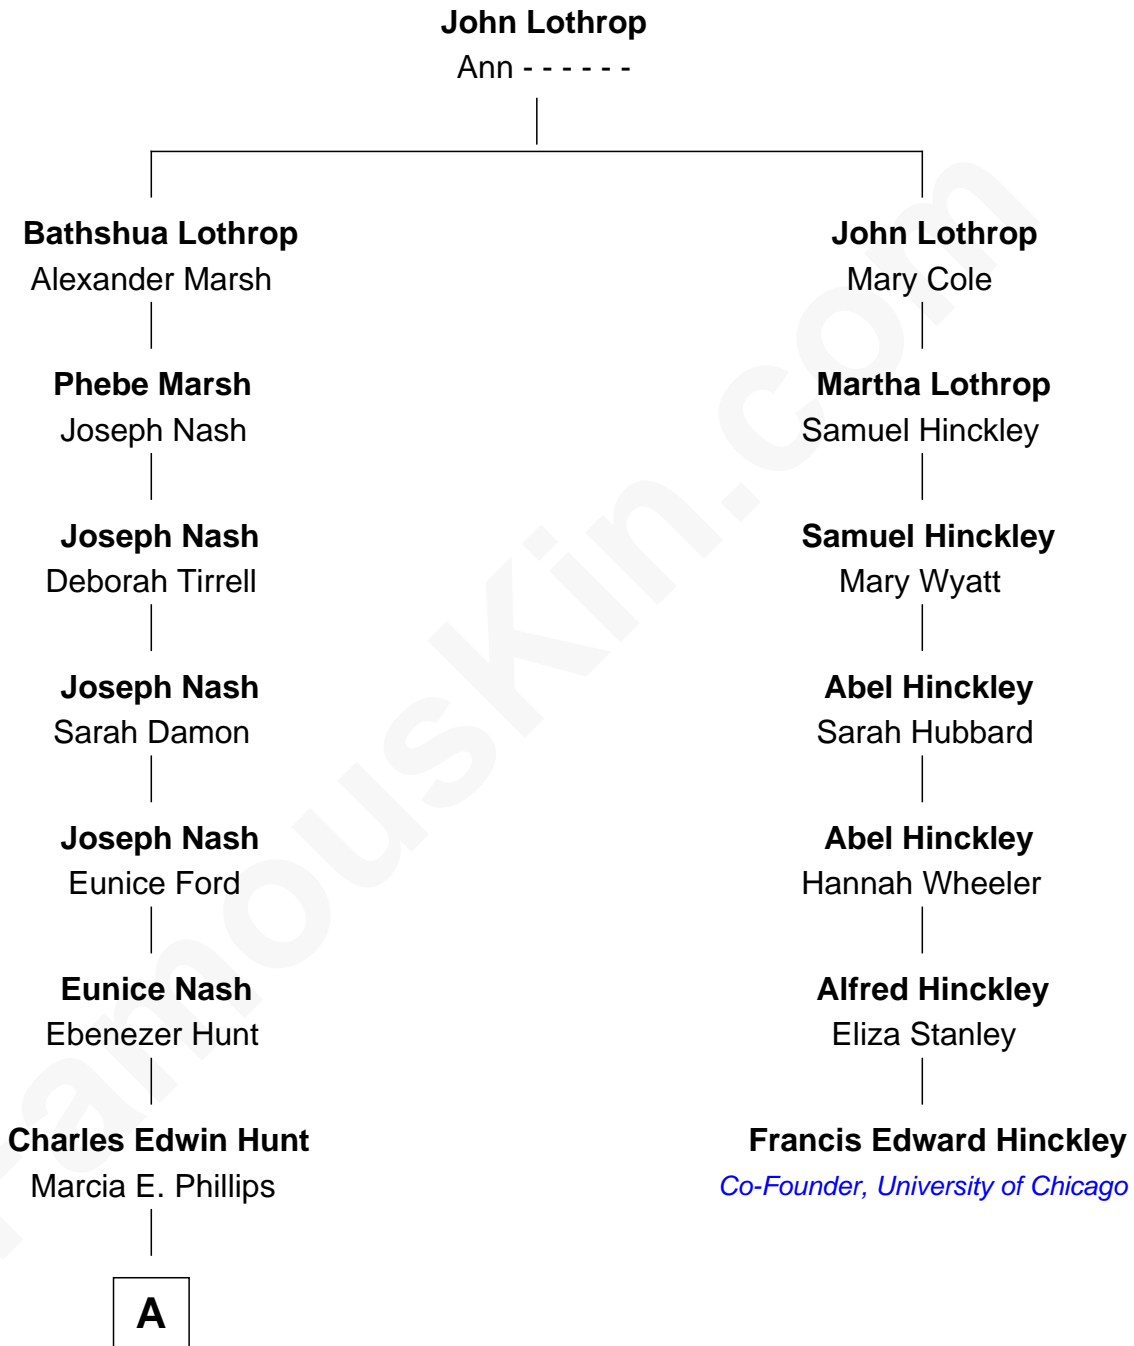 John Lothrop
Ann - - - - - -
Bathshua Lothrop
Alexander Marsh
John Lothrop
Mary Cole
Phebe Marsh
Joseph Nash
Martha Lothrop
Samuel Hinckley
Joseph Nash
Deborah Tirrell
Samuel Hinckley
Mary Wyatt
Joseph Nash
Sarah Damon
Abel Hinckley
Sarah Hubbard
Joseph Nash
Eunice Ford
Abel Hinckley
Hannah Wheeler
Eunice Nash
Ebenezer Hunt
Alfred Hinckley
Eliza Stanley
Charles Edwin Hunt
Marcia E. Phillips
Francis Edward Hinckley
Co-Founder, University of Chicago
A
FamousKin.com